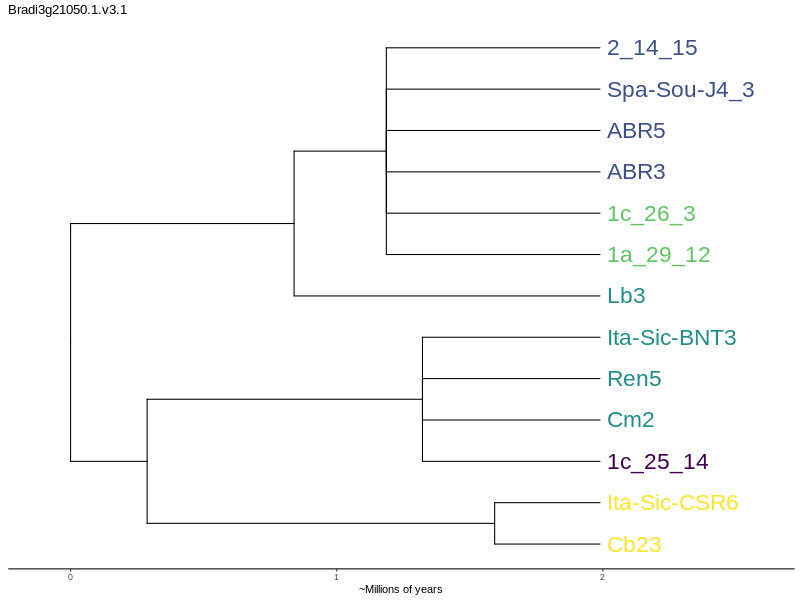 Bradi3g21050.1.v3.1
2_14_15
Spa-Sou-J4_3
ABR5
ABR3
1c_26_3
1a_29_12
Lb3
Ita-Sic-BNT3
Ren5
Cm2
1c_25_14
Ita-Sic-CSR6
Cb23
0 1 2
~Millions of years